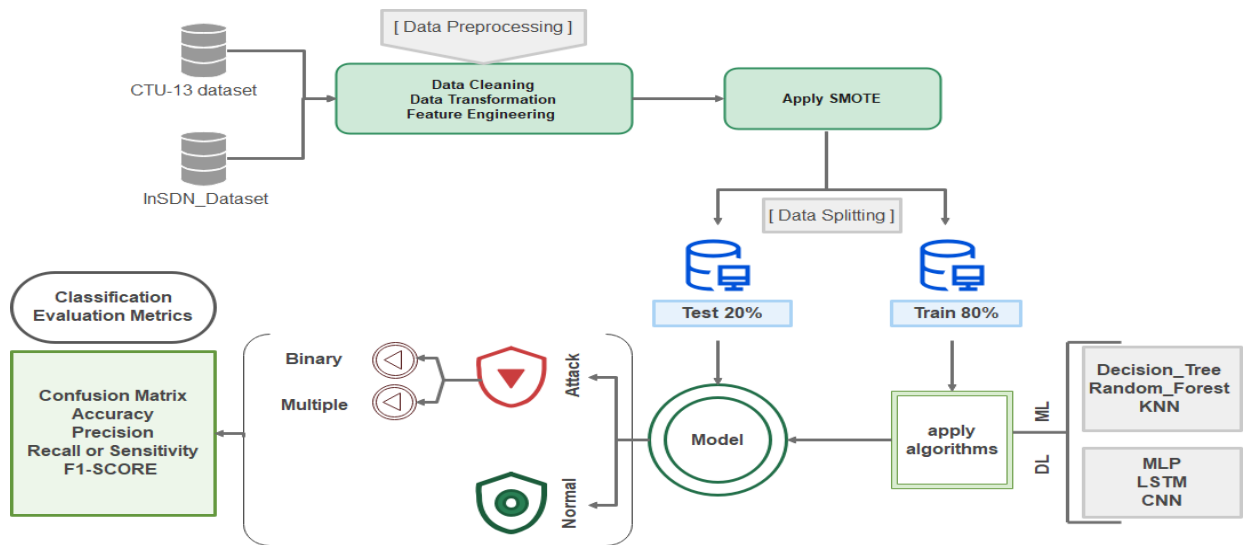 [ Data Preprocessing ]
CTU-13 dataset
Data Cleaning
Data Transformation
Feature Engineering
Apply SMOTE
InSDN_Dataset
[ Data Splitting ]
Test 20%
Train 80%
Classification
Evaluation Metrics
Confusion Matrix
Accuracy
Precision
Recall or Sensitivity
F1-SCORE
Binary
Multiple
Attack
Normal
Model
apply
algorithms
ML
DL
Decision_Tree
Random_Forest
KNN
MLP
LSTM
CNN